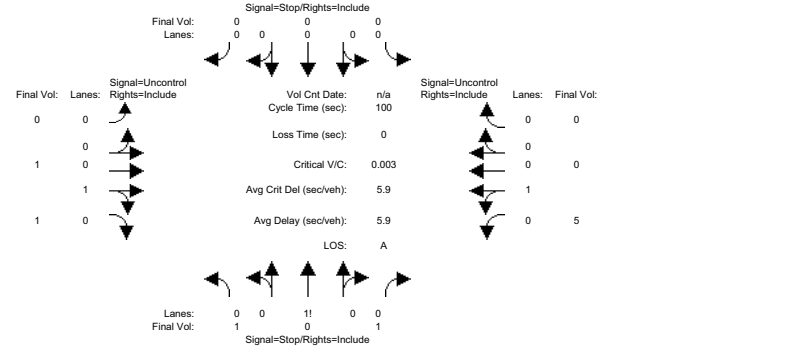 Signal=Stop/Rights=Include
Final Vol: 0 0 0
Lanes: 0 0 0 0 0
Signal=Uncontrol
Final Vol: Lanes: Rights=Include Vol Cnt Date: n/a Signal=Uncontrol
Rights=Include Lanes: Final Vol:
Cycle Time (sec): 100
0 0 0 0
Loss Time (sec): 0
0 0
1 0 Critical V/C: 0.003 0 0
1 Avg Crit Del (sec/veh): 5.9 1
1 0 Avg Delay (sec/veh): 5.9 0 5
LOS: A
Lanes: 0 0 1! 0 0
Final Vol: 1 0 1
Signal=Stop/Rights=Include